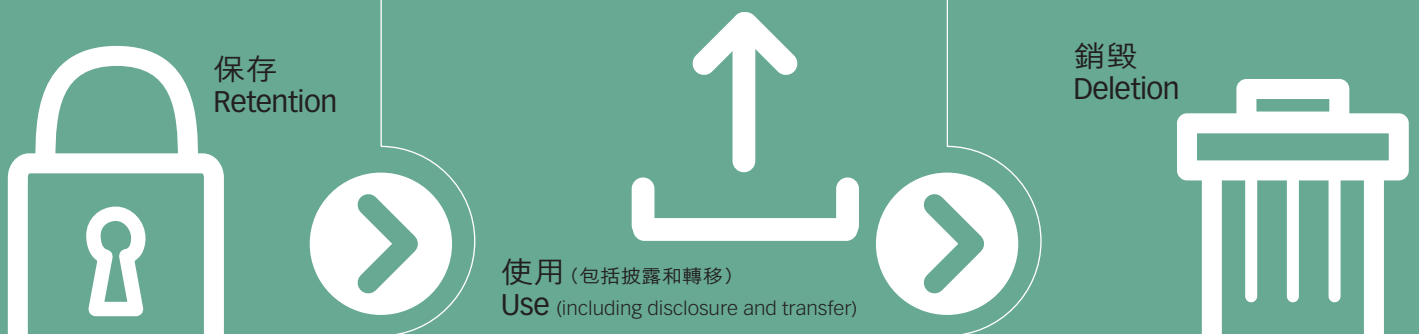 保存
Retention
使用 (包括披露和轉移)
Use (including disclosure and transfer)
銷毀
Deletion